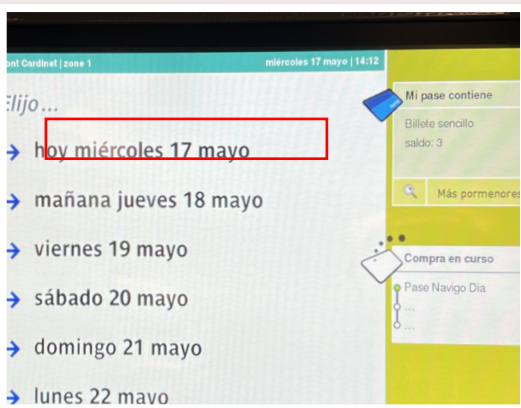 ont Cardinet | zone 1
miércoles 17 mayo | 14:12
Elijo...
hoy miércoles 17 mayo
mañana jueves 18 mayo
viernes 19 mayo
sábado 20 mayo
domingo 21 mayo
lunes 22 mayo
Mi pase contiene
Billete sencillo
saldo: 3
Más pormenores
Compra en curso
Pase Navigo Dia
...
...